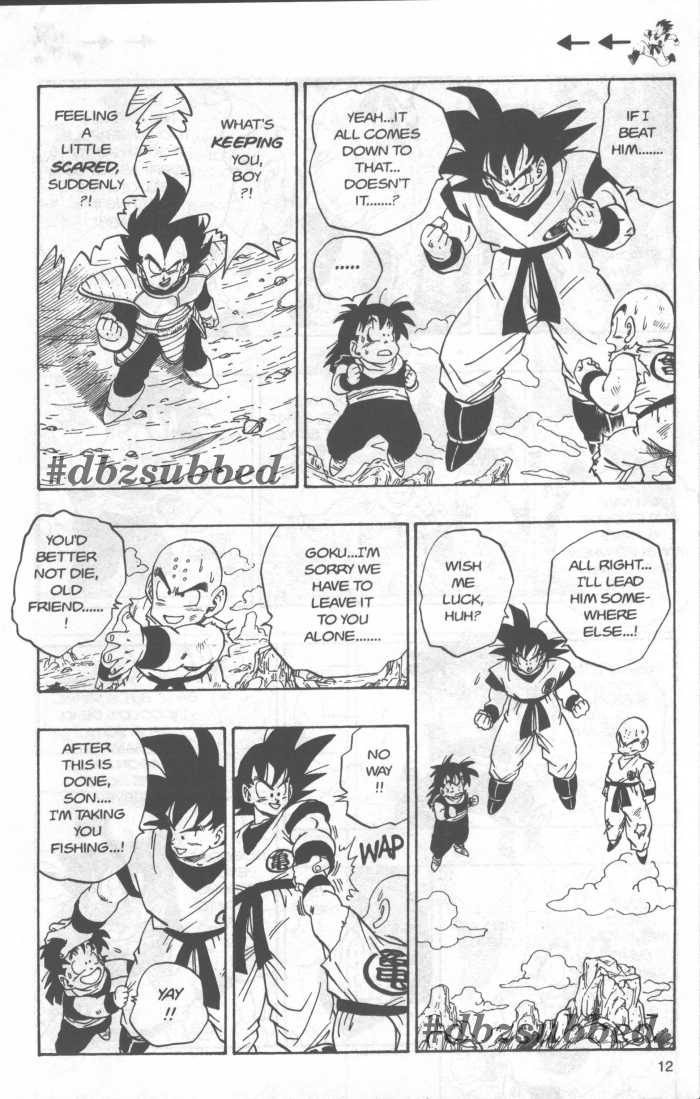 IF I
BEAT
HIM.......
YEAH...IT
ALL COMES
DOWN TO
THAT...
DOESN'T
IT.......?
.....
WHAT'S
KEEPING
YOU,
BOY
?!
FEELING
A
LITTLE
SCARED,
SUDDENLY
?!
#dbzsubbed
ALL RIGHT...
I'LL LEAD
HIM SOME-
WHERE
ELSE...!
WISH
ME
LUCK,
HUH?
GOKU...I'M
SORRY WE
HAVE TO
LEAVE IT
TO YOU
ALONE.......
YOU'D
BETTER
NOT DIE,
OLD
FRIEND......
!
NO
WAY
!!
WAP
亀
亀
AFTER
THIS IS
DONE,
SON....
I'M TAKING
YOU
FISHING...!
YAY
!!
#dbzsubbed
12